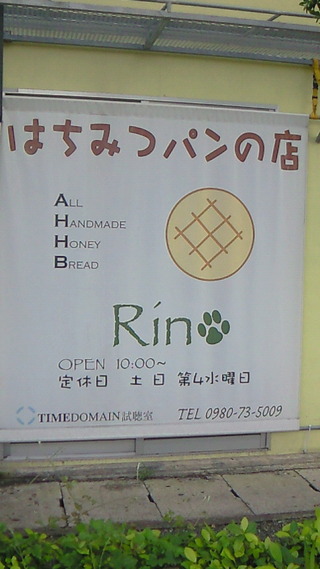 はちみつパンの店
ALL
HANDMADE
HONEY
BREAD
Rin
OPEN 10:00~
定休日 土日 第4水曜日
TIMEDOMAIN試聴室 TEL 0980-73-5009